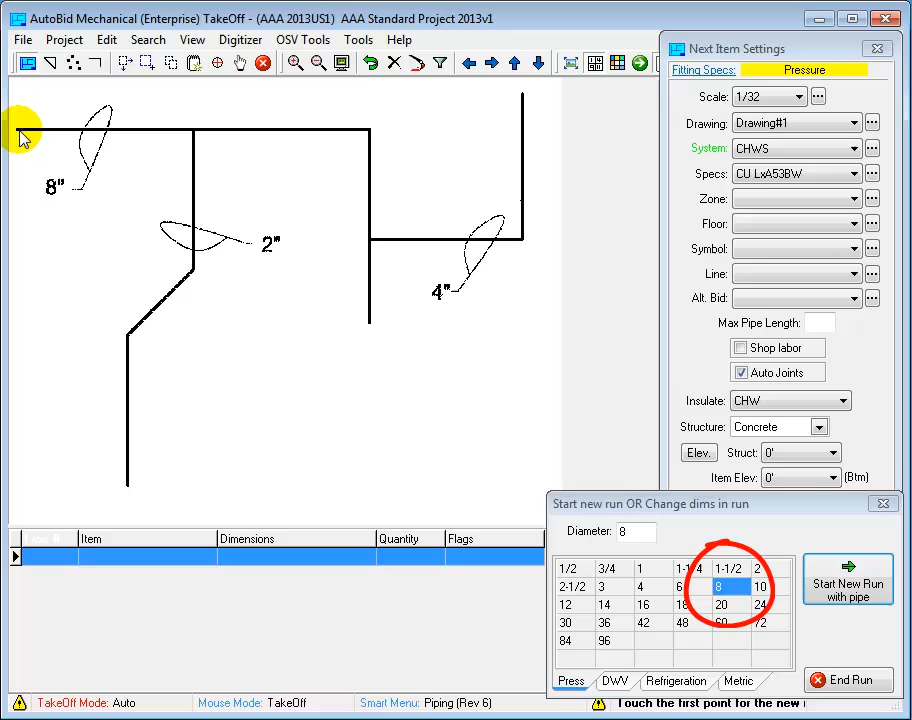 AutoBid Mechanical (Enterprise) TakeOff - (AAA 2013US1)  AAA Standard Project 2013v1
File Project Edit Search View Digitizer OSV Tools Tools Help
Next Item Settings
Fitting Specs: Pressure
Scale: 1/32
Drawing: Drawing#1
System: CHWS
Specs: CU LxA53BW
Zone:
Floor:
Symbol:
Line:
Alt. Bid:
Max Pipe Length:
Shop labor
Auto Joints
Insulate: CHW
Structure: Concrete
Elev. Struct: 0'
Item Elev: 0' (Btm)
8"
2"
4"
Item Dimensions Quantity Flags
Start new run OR Change dims in run
Diameter: 8
1/2 3/4 1 1-1/4 1-1/2 2
2-1/2 3 4 6 8 10
12 14 16 18 20 24
30 36 42 48 60 72
84 96
Start New Run
with pipe
Press DWV Refrigeration Metric
End Run
TakeOff Mode: Auto Mouse Mode: TakeOff Smart Menu: Piping (Rev 6) Touch the first point for the new